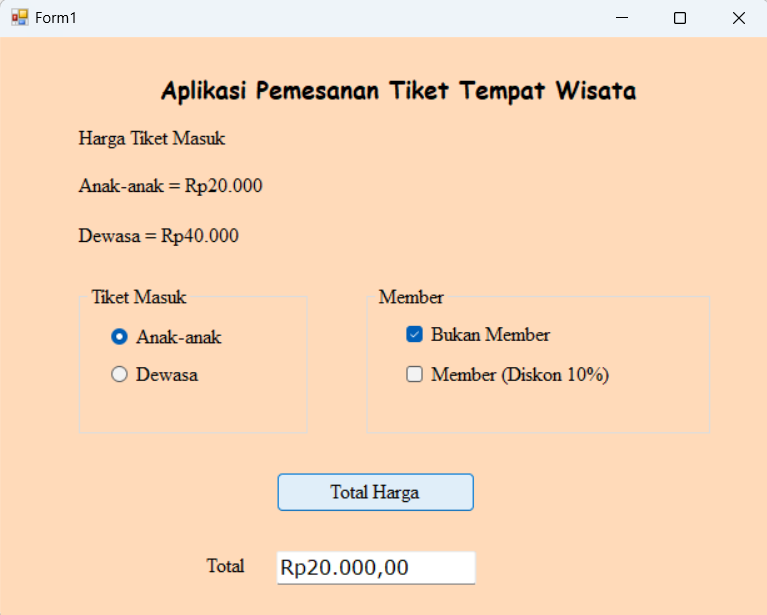 Form1
Aplikasi Pemesanan Tiket Tempat Wisata
Harga Tiket Masuk
Anak-anak = Rp20.000
Dewasa = Rp40.000
Tiket Masuk
Anak-anak
Dewasa
Member
Bukan Member
Member (Diskon 10%)
Total Harga
Total Rp20.000,00